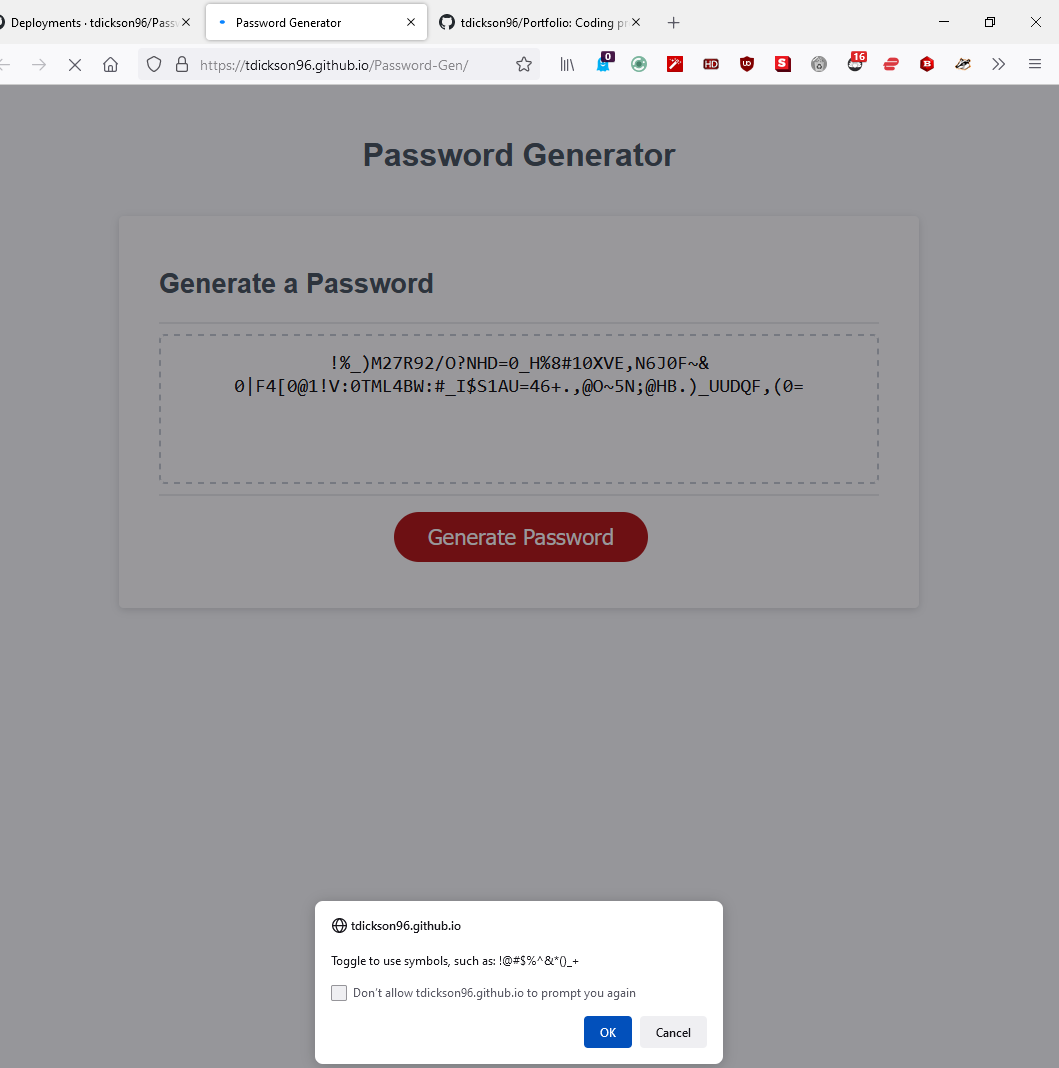 Deployments · tdickson96/Passw
Password Generator
tdickson96/Portfolio: Coding pr
https://tdickson96.github.io/Password-Gen/
0
HD
UD
S
16
B
Password Generator
Generate a Password
!%_)M27R92/O?NHD=0_H%8#10XVE,N6J0F~&
0|F4[0@1!V:0TML4BW:#_I$S1AU=46+.,@O~5N;@HB.)_UUDQF,(0=
Generate Password
tdickson96.github.io
Toggle to use symbols, such as: !@#$%^&*()_+
Don't allow tdickson96.github.io to prompt you again
OK
Cancel